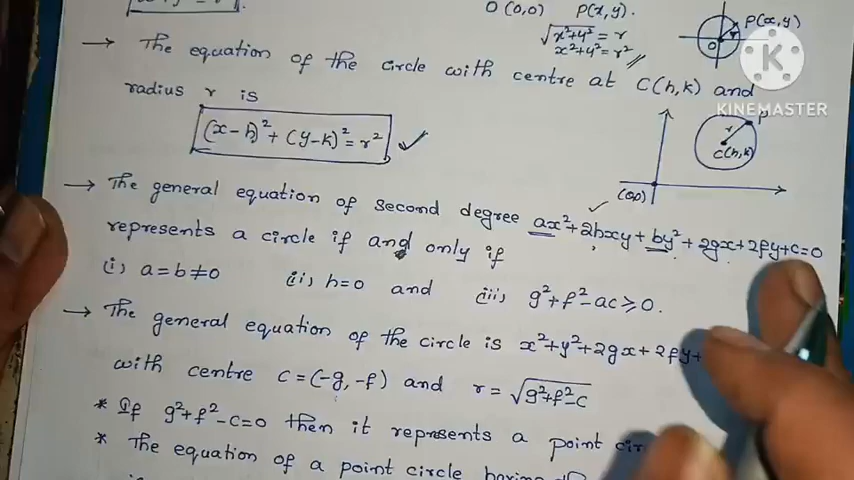 O (0,0) P(x,y).
P(x,y)
√x²+y² = r
x²+y² = r²
O
r
→ The equation of the circle with centre at C(h,k) and
radius r is
(x-h)²+(y-k)²=r²
K
KINEMASTER
P
r
C(h,k)
(0,0)
→ The general equation of second degree ax²+2hxy+by²+2gx+2fy+c=0
represents a circle if and only if
(i) a=b≠0 (ii) h=0 and (iii) g²+f²-ac⩾0.
→ The general equation of the circle is x²+y²+2gx+2fy+
with centre c=(-g,-f) and r=√g²+f²-c
* If g²+f²-c=0 then it represents a point
* The equation of a point circle having